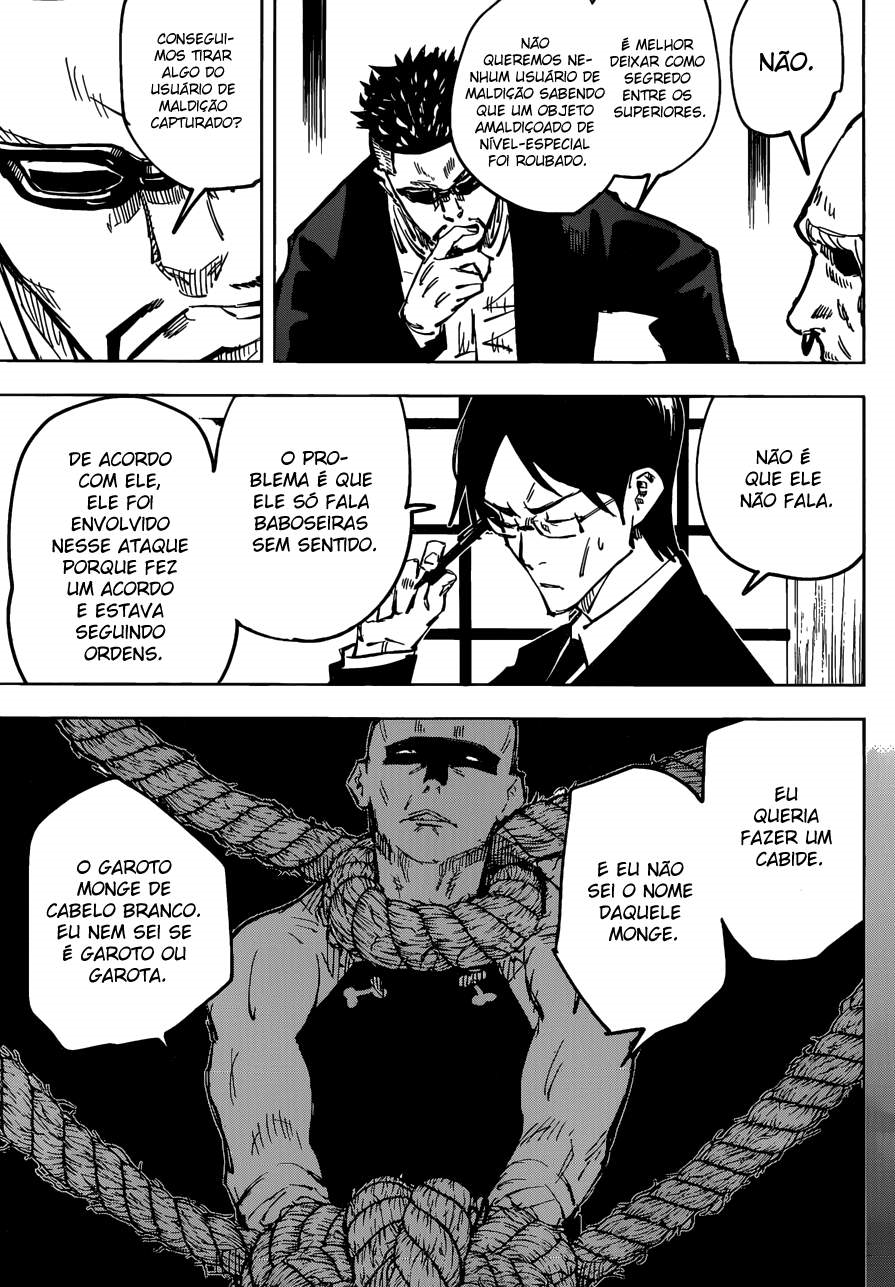 NÃO.
É MELHOR
DEIXAR COMO
SEGREDO
ENTRE OS
SUPERIORES.
NÃO
QUEREMOS NE-
NHUM USUÁRIO DE
MALDIÇÃO SABENDO
QUE UM OBJETO
AMALDIÇOADO DE
NÍVEL-ESPECIAL
FOI ROUBADO.
CONSEGUI-
MOS TIRAR
ALGO DO
USUÁRIO DE
MALDIÇÃO
CAPTURADO?
NÃO É
QUE ELE
NÃO FALA.
O PRO-
BLEMA É QUE
ELE SÓ FALA
BABOSEIRAS
SEM SENTIDO.
DE ACORDO
COM ELE,
ELE FOI
ENVOLVIDO
NESSE ATAQUE
PORQUE FEZ
UM ACORDO
E ESTAVA
SEGUINDO
ORDENS.
EU
QUERIA
FAZER UM
CABIDE.
E EU NÃO
SEI O NOME
DAQUELE
MONGE.
O GAROTO
MONGE DE
CABELO BRANCO.
EU NEM SEI SE
É GAROTO OU
GAROTA.